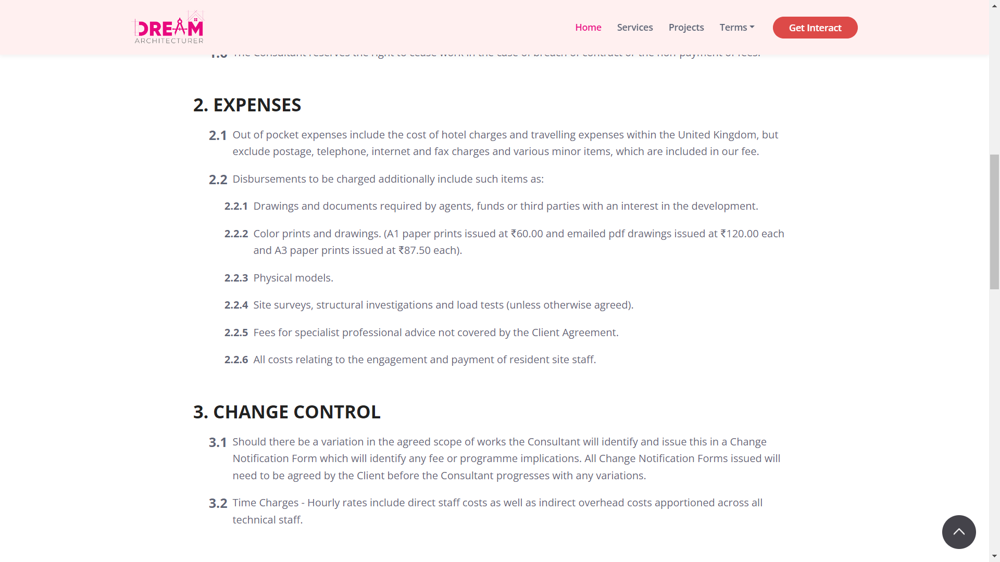 DREAM
ARCHITECTURER
Home
Services
Projects
Terms
Get Interact
The Consultant reserves the right to cease work in the case of breach of contract or the non-payment of fees.
2. EXPENSES
2.1 Out of pocket expenses include the cost of hotel charges and travelling expenses within the United Kingdom, but
exclude postage, telephone, internet and fax charges and various minor items, which are included in our fee.
2.2 Disbursements to be charged additionally include such items as:
2.2.1 Drawings and documents required by agents, funds or third parties with an interest in the development.
2.2.2 Color prints and drawings. (A1 paper prints issued at ₹60.00 and emailed pdf drawings issued at ₹120.00 each
and A3 paper prints issued at ₹87.50 each).
2.2.3 Physical models.
2.2.4 Site surveys, structural investigations and load tests (unless otherwise agreed).
2.2.5 Fees for specialist professional advice not covered by the Client Agreement.
2.2.6 All costs relating to the engagement and payment of resident site staff.
3. CHANGE CONTROL
3.1 Should there be a variation in the agreed scope of works the Consultant will identify and issue this in a Change
Notification Form which will identify any fee or programme implications. All Change Notification Forms issued will
need to be agreed by the Client before the Consultant progresses with any variations.
3.2 Time Charges - Hourly rates include direct staff costs as well as indirect overhead costs apportioned across all
technical staff.